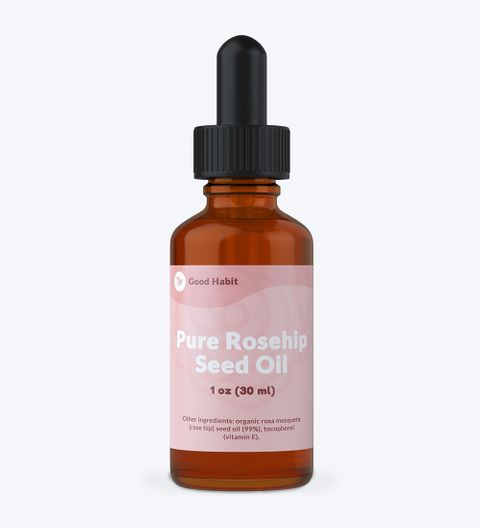 Good Habit
Pure Rosehip
Seed Oil
1 oz (30 ml)
Other ingredients: organic rosa mosqueta
(rose hip) seed oil (99%), tocopherol
(vitamin E).